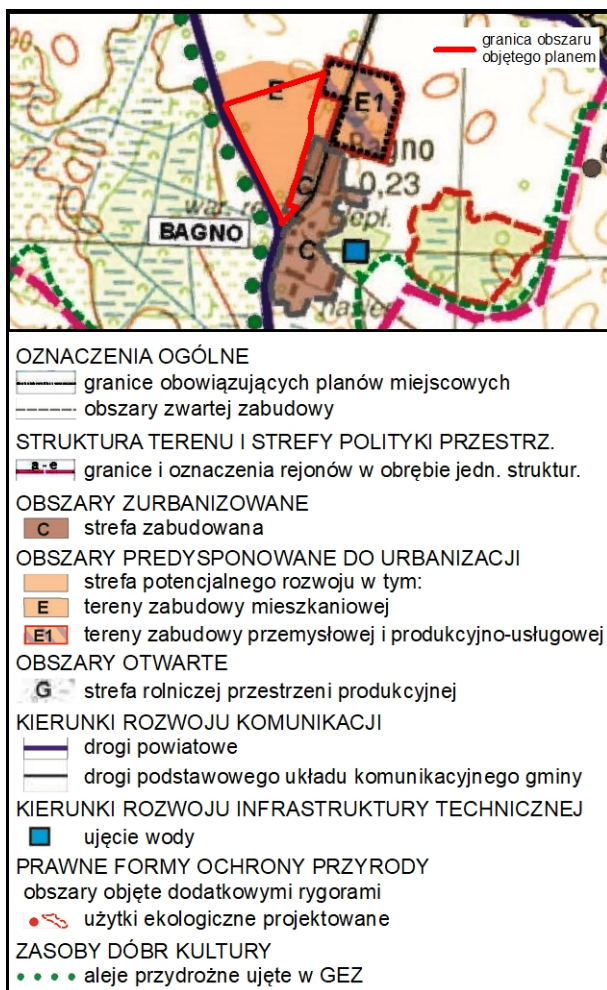 granica obszaru
objętego planem
E
E1
Bagno
0,23
C
BAGNO
C
OZNACZENIA OGÓLNE
granice obowiązujących planów miejscowych
obszary zwartej zabudowy
STRUKTURA TERENU I STREFY POLITYKI PRZESTRZ.
a - e granice i oznaczenia rejonów w obrębie jedn. struktur.
OBSZARY ZURBANIZOWANE
C strefa zabudowana
OBSZARY PREDYSPONOWANE DO URBANIZACJI
strefa potencjalnego rozwoju w tym:
E tereny zabudowy mieszkaniowej
E1 tereny zabudowy przemysłowej i produkcyjno-usługowej
OBSZARY OTWARTE
G strefa rolniczej przestrzeni produkcyjnej
KIERUNKI ROZWOJU KOMUNIKACJI
drogi powiatowe
drogi podstawowego układu komunikacyjnego gminy
KIERUNKI ROZWOJU INFRASTRUKTURY TECHNICZNEJ
ujęcie wody
PRAWNE FORMY OCHRONY PRZYRODY
obszary objęte dodatkowymi rygorami
użytki ekologiczne projektowane
ZASOBY DÓBR KULTURY
aleje przydrożne ujęte w GEZ